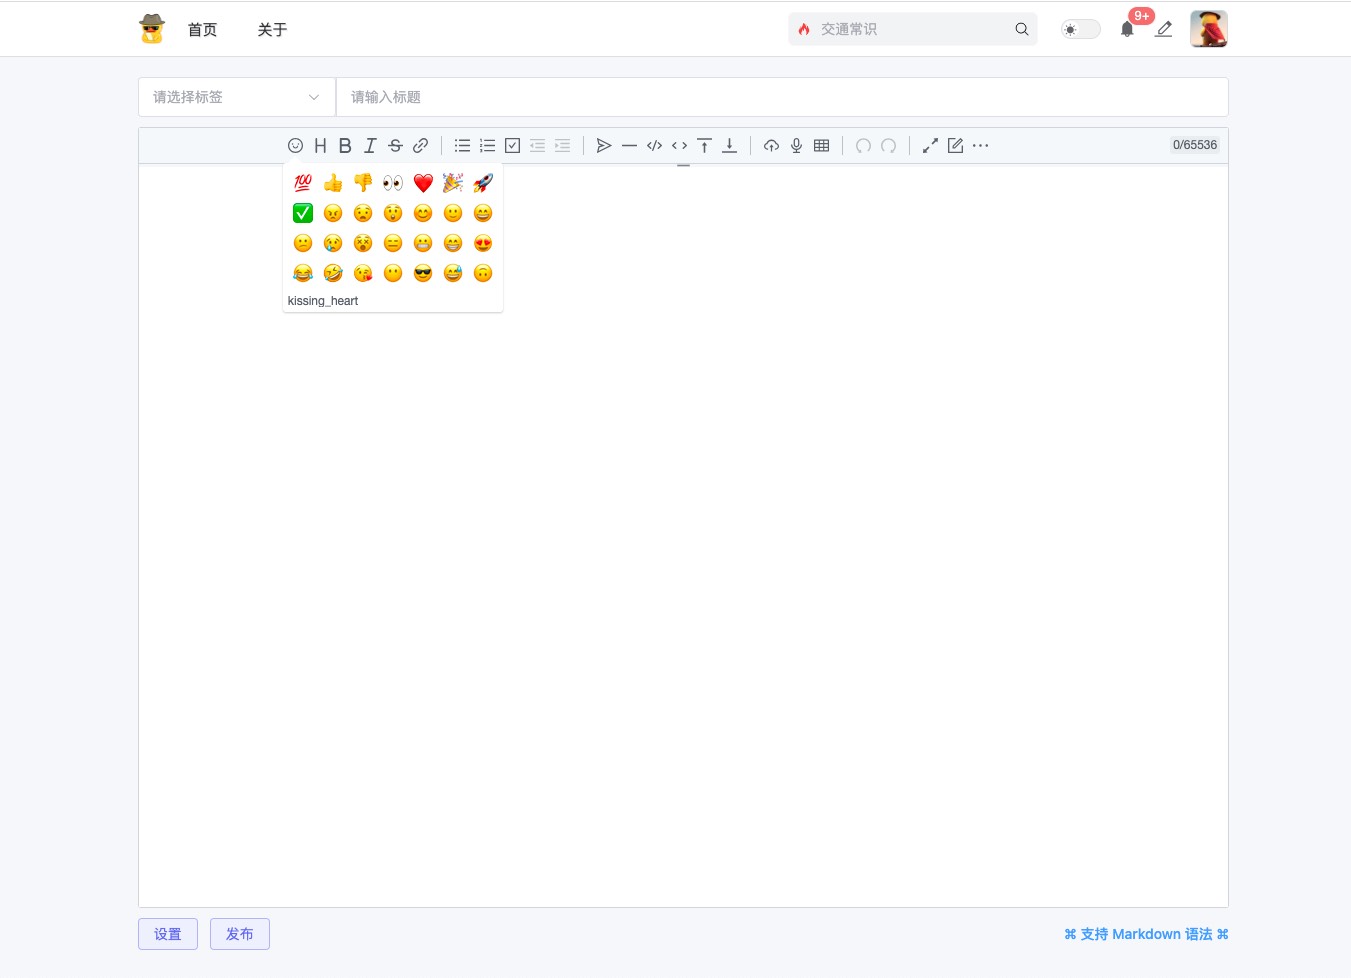 首页 关于 交通常识 9+
请选择标签 请输入标题
0/65536
kissing_heart
设置 发布 ⌘ 支持 Markdown 语法 ⌘